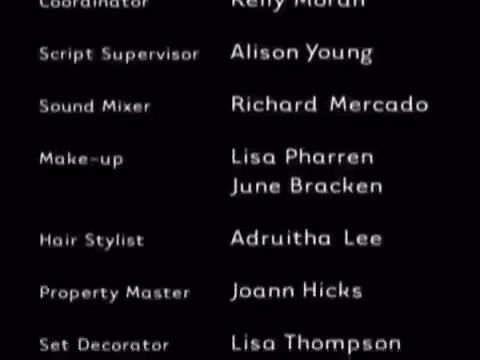 Coordinator Kelly Moran
Script Supervisor Alison Young
Sound Mixer Richard Mercado
Make-up Lisa Pharren
June Bracken
Hair Stylist Adruitha Lee
Property Master Joann Hicks
Set Decorator Lisa Thompson